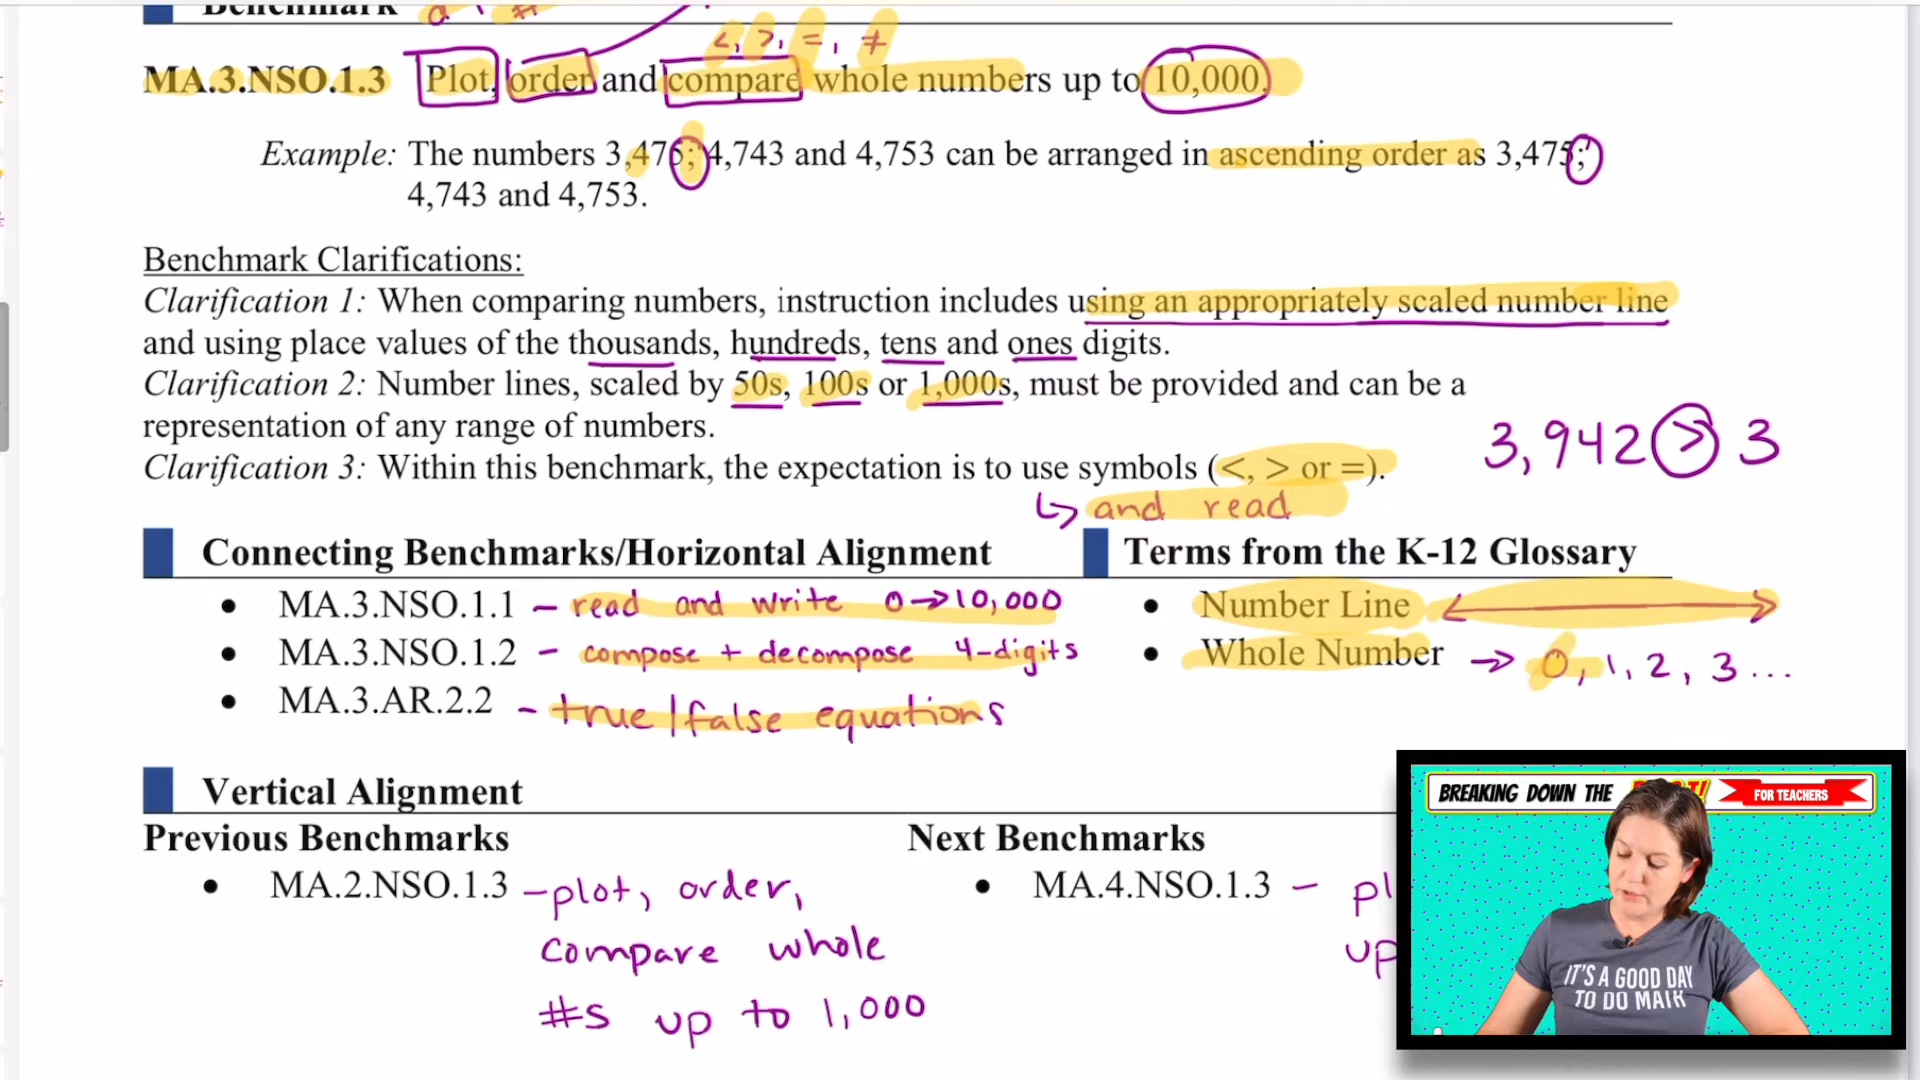 Benchmark
<, >, =, ≠
MA.3.NSO.1.3 Plot, order and compare whole numbers up to 10,000.
Example: The numbers 3,475; 4,743 and 4,753 can be arranged in ascending order as 3,475;
4,743 and 4,753.
Benchmark Clarifications:
Clarification 1: When comparing numbers, instruction includes using an appropriately scaled number line
and using place values of the thousands, hundreds, tens and ones digits.
Clarification 2: Number lines, scaled by 50s, 100s or 1,000s, must be provided and can be a
representation of any range of numbers.
3,942 > 3
Clarification 3: Within this benchmark, the expectation is to use symbols (<, > or =).
↳ and read
Connecting Benchmarks/Horizontal Alignment
• MA.3.NSO.1.1 – read and write 0→10,000
• MA.3.NSO.1.2 - compose + decompose 4-digits
• MA.3.AR.2.2 - true/false equations
Terms from the K-12 Glossary
• Number Line
• Whole Number → 0, 1, 2, 3...
Vertical Alignment
Previous Benchmarks
• MA.2.NSO.1.3 - plot, order,
compare whole
#s up to 1,000
Next Benchmarks
• MA.4.NSO.1.3 - pl
up
BREAKING DOWN THE
FOR TEACHERS
IT'S A GOOD DAY
TO DO MATH